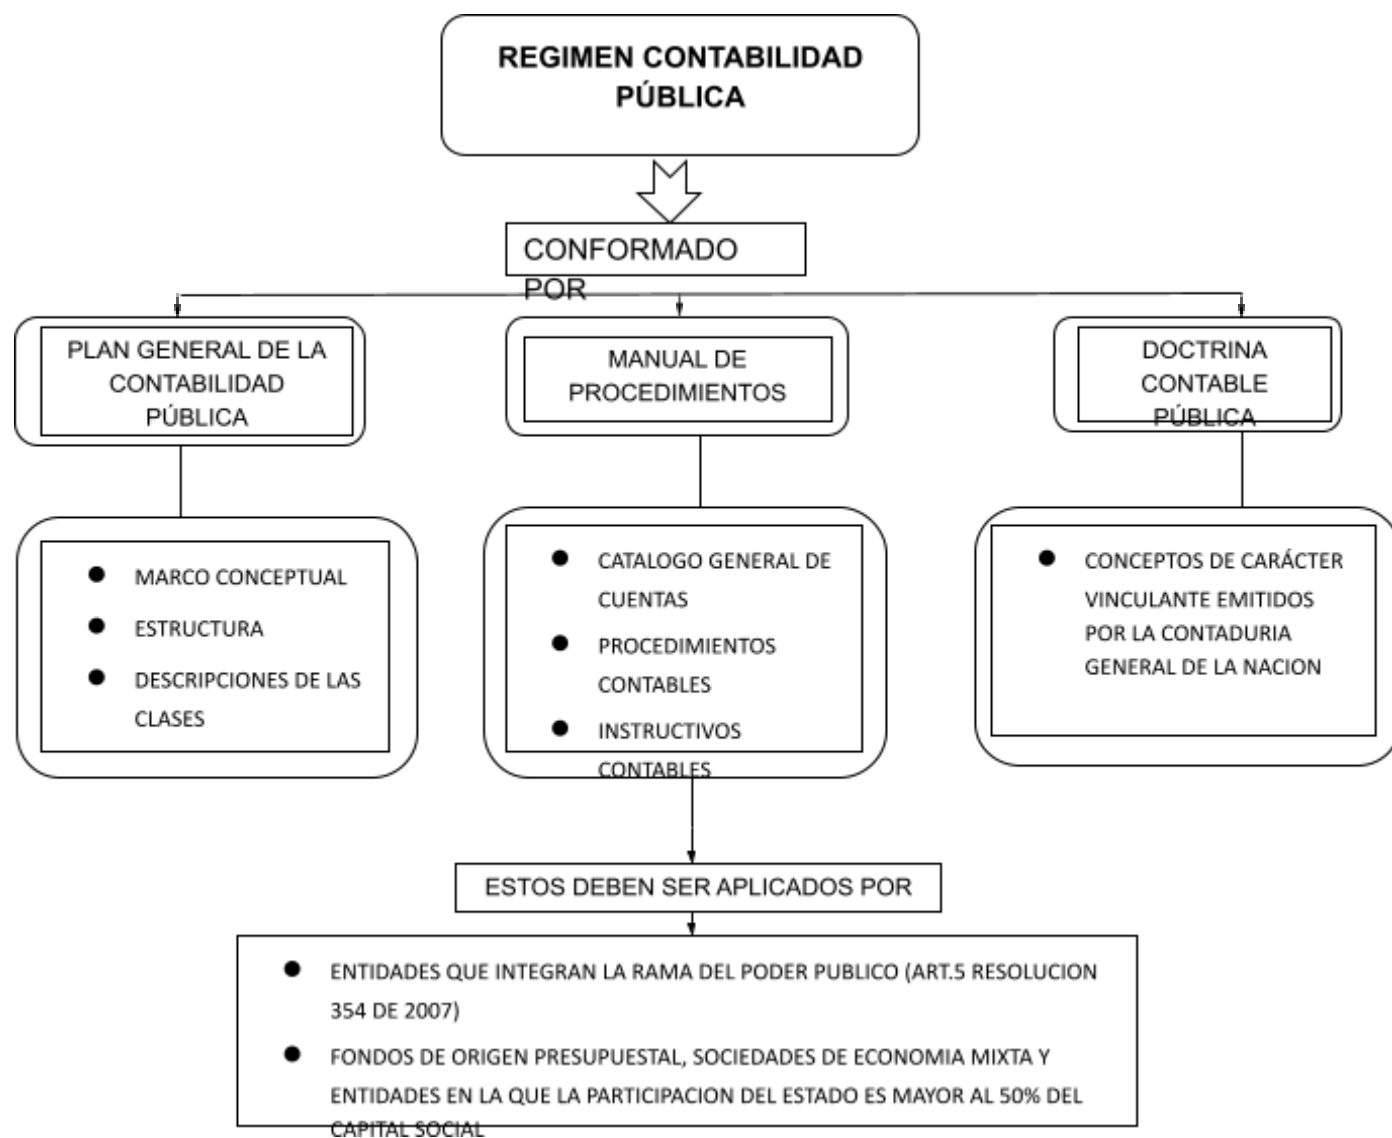 REGIMEN CONTABILIDAD
PÚBLICA
CONFORMADO
POR
PLAN GENERAL DE LA
CONTABILIDAD
PÚBLICA
MANUAL DE
PROCEDIMIENTOS
DOCTRINA
CONTABLE
PÚBLICA
● MARCO CONCEPTUAL
● ESTRUCTURA
● DESCRIPCIONES DE LAS
CLASES
● CATALOGO GENERAL DE
CUENTAS
● PROCEDIMIENTOS
CONTABLES
● INSTRUCTIVOS
CONTABLES
● CONCEPTOS DE CARÁCTER
VINCULANTE EMITIDOS
POR LA CONTADURIA
GENERAL DE LA NACION
ESTOS DEBEN SER APLICADOS POR
● ENTIDADES QUE INTEGRAN LA RAMA DEL PODER PUBLICO (ART.5 RESOLUCION
354 DE 2007)
● FONDOS DE ORIGEN PRESUPUESTAL, SOCIEDADES DE ECONOMIA MIXTA Y
ENTIDADES EN LA QUE LA PARTICIPACION DEL ESTADO ES MAYOR AL 50% DEL
CAPITAL SOCIAL